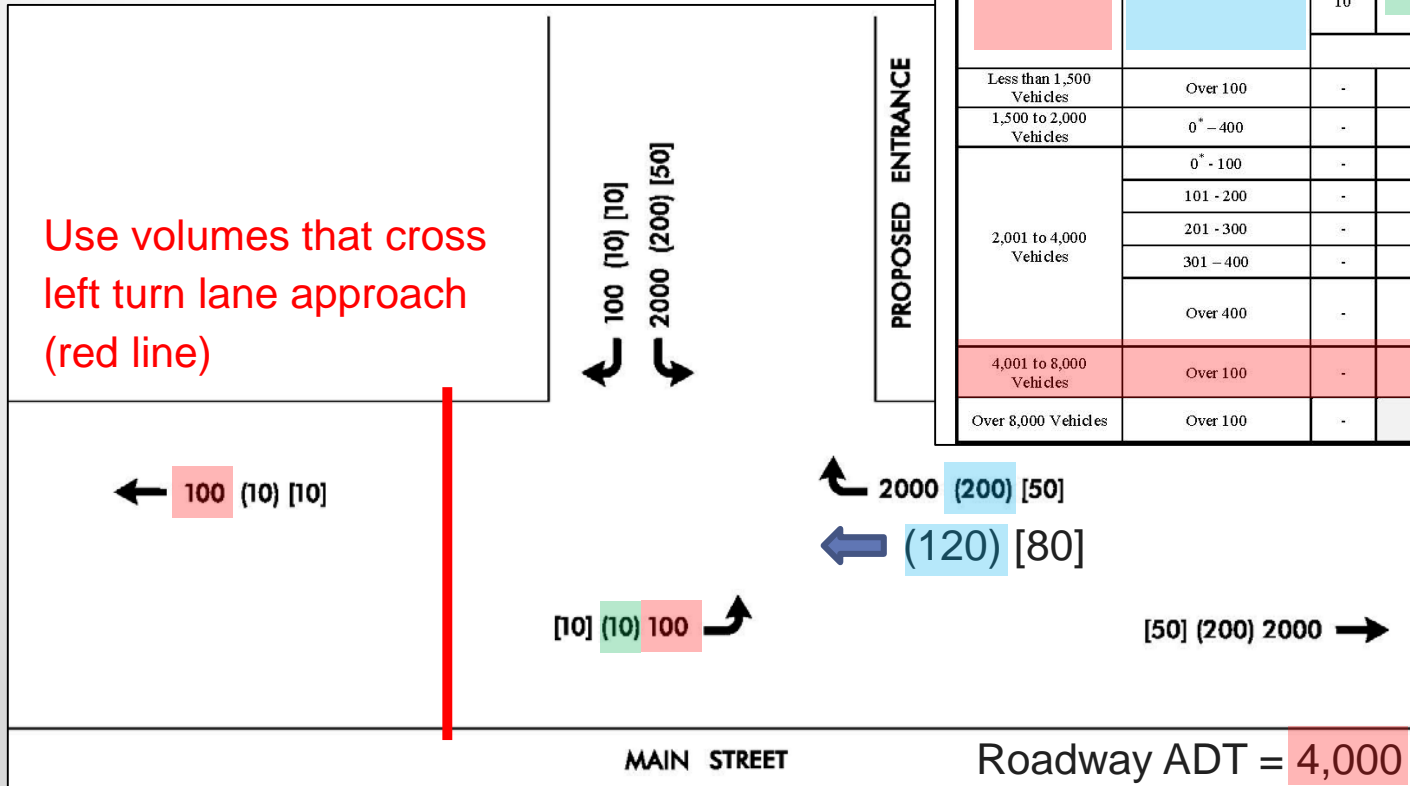 10
Less than 1,500 Vehicles Over 100 -
1,500 to 2,000 Vehicles 0* – 400 -
2,001 to 4,000 Vehicles 0* - 100 -
101 - 200 -
201 - 300 -
301 – 400 -
Over 400 -
4,001 to 8,000 Vehicles Over 100 -
Over 8,000 Vehicles Over 100 -
Use volumes that cross
left turn lane approach
(red line)
100 (10) [10]
2000 (200) [50]
PROPOSED ENTRANCE
100 (10) [10]
2000 (200) [50]
(120) [80]
[10] (10) 100
[50] (200) 2000
MAIN STREET
Roadway ADT = 4,000